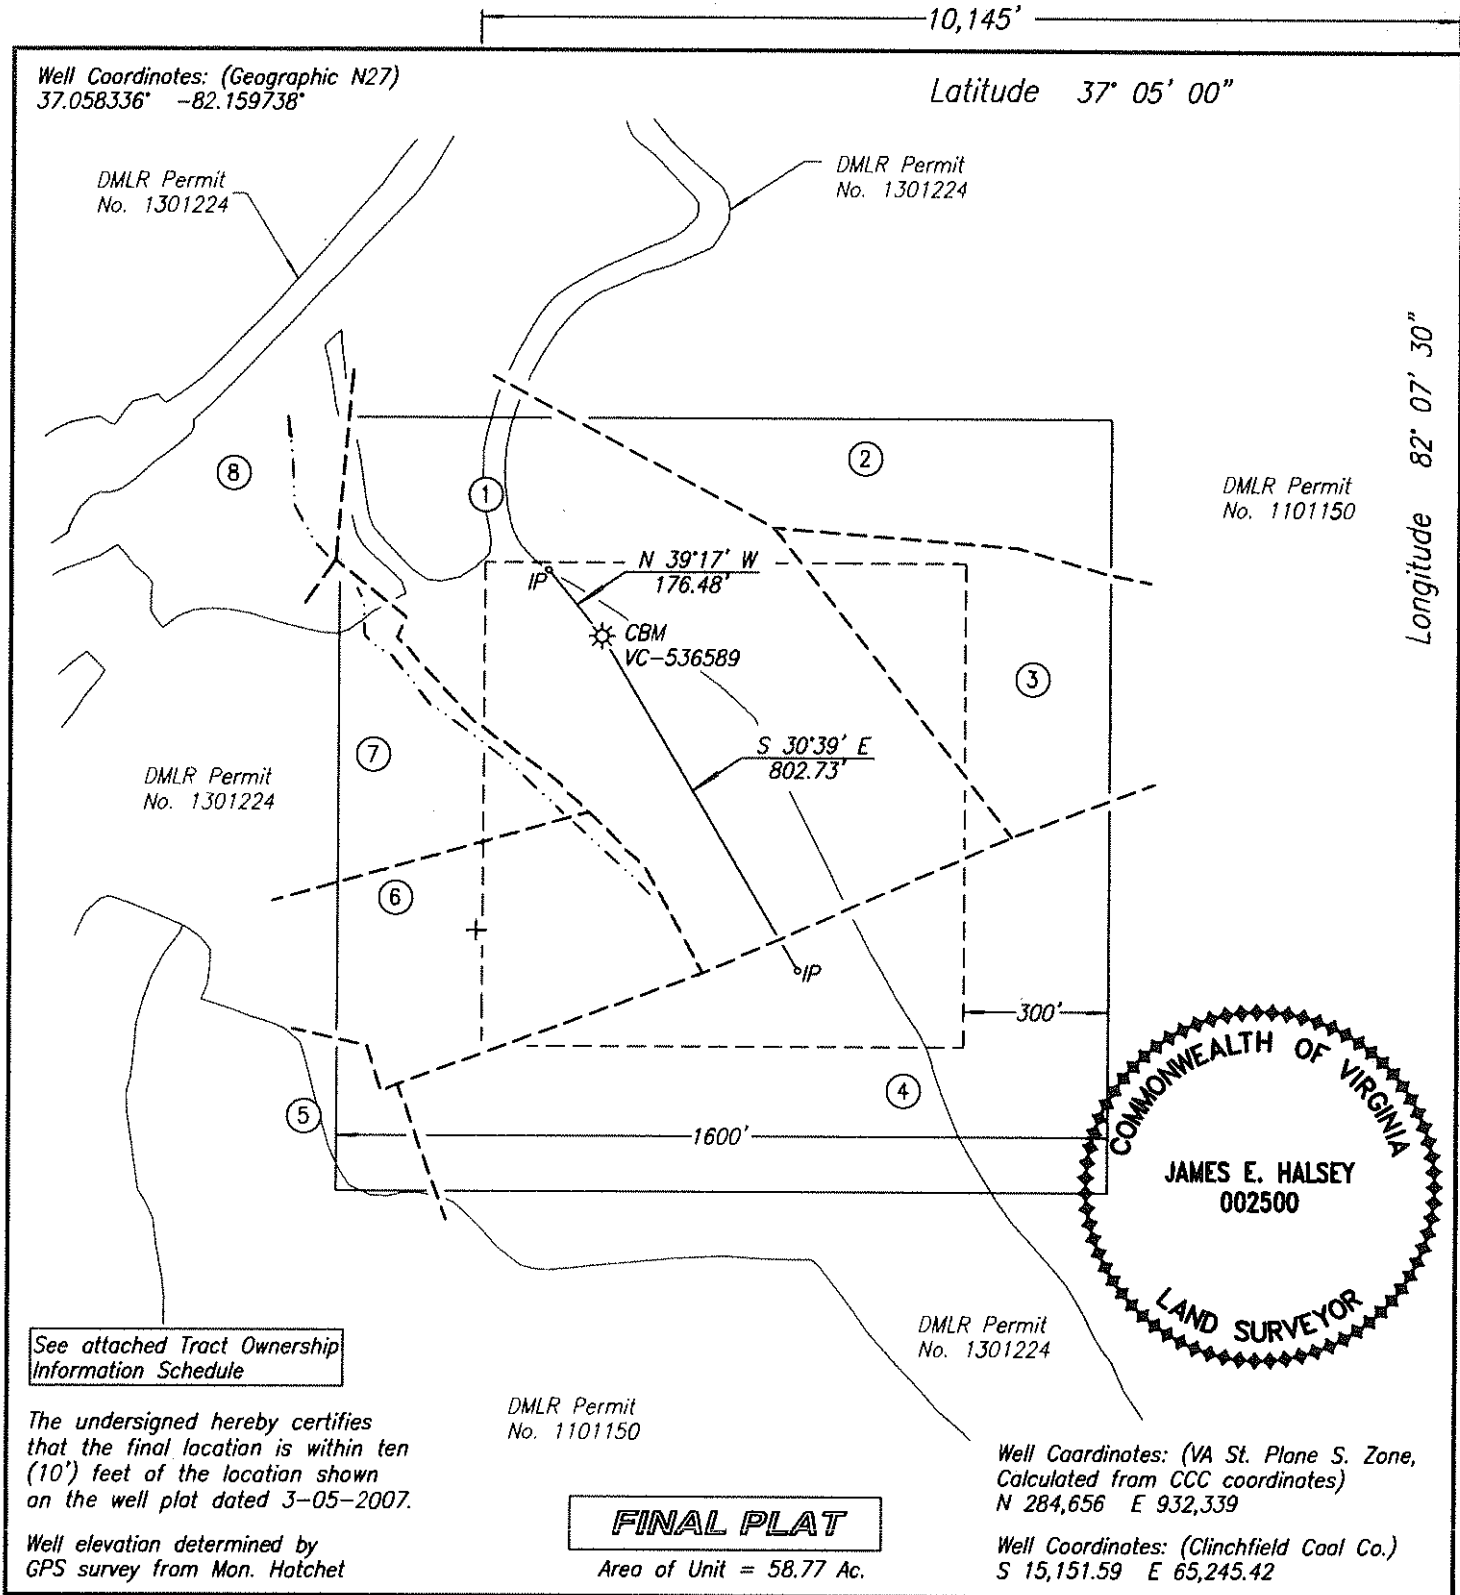 10,145'
Well Coordinates: (Geographic N27)
37.058336° -82.159738°
Latitude 37° 05' 00"
DMLR Permit
No. 1301224
DMLR Permit
No. 1301224
Longitude 82° 07' 30"
2
8
1
DMLR Permit
No. 1101150
N 39°17' W
176.48'
IP
CBM
VC-536589
3
S 30°39' E
802.73'
7
DMLR Permit
No. 1301224
6
IP
300'
4
5
1600'
COMMONWEALTH OF VIRGINIA
JAMES E. HALSEY
002500
LAND SURVEYOR
See attached Tract Ownership
Information Schedule
DMLR Permit
No. 1301224
DMLR Permit
No. 1101150
The undersigned hereby certifies
that the final location is within ten
(10') feet of the location shown
on the well plat dated 3-05-2007.
Well elevation determined by
GPS survey from Mon. Hatchet
FINAL PLAT
Area of Unit = 58.77 Ac.
Well Coordinates: (VA St. Plane S. Zone,
Calculated from CCC coordinates)
N 284,656 E 932,339
Well Coordinates: (Clinchfield Coal Co.)
S 15,151.59 E 65,245.42